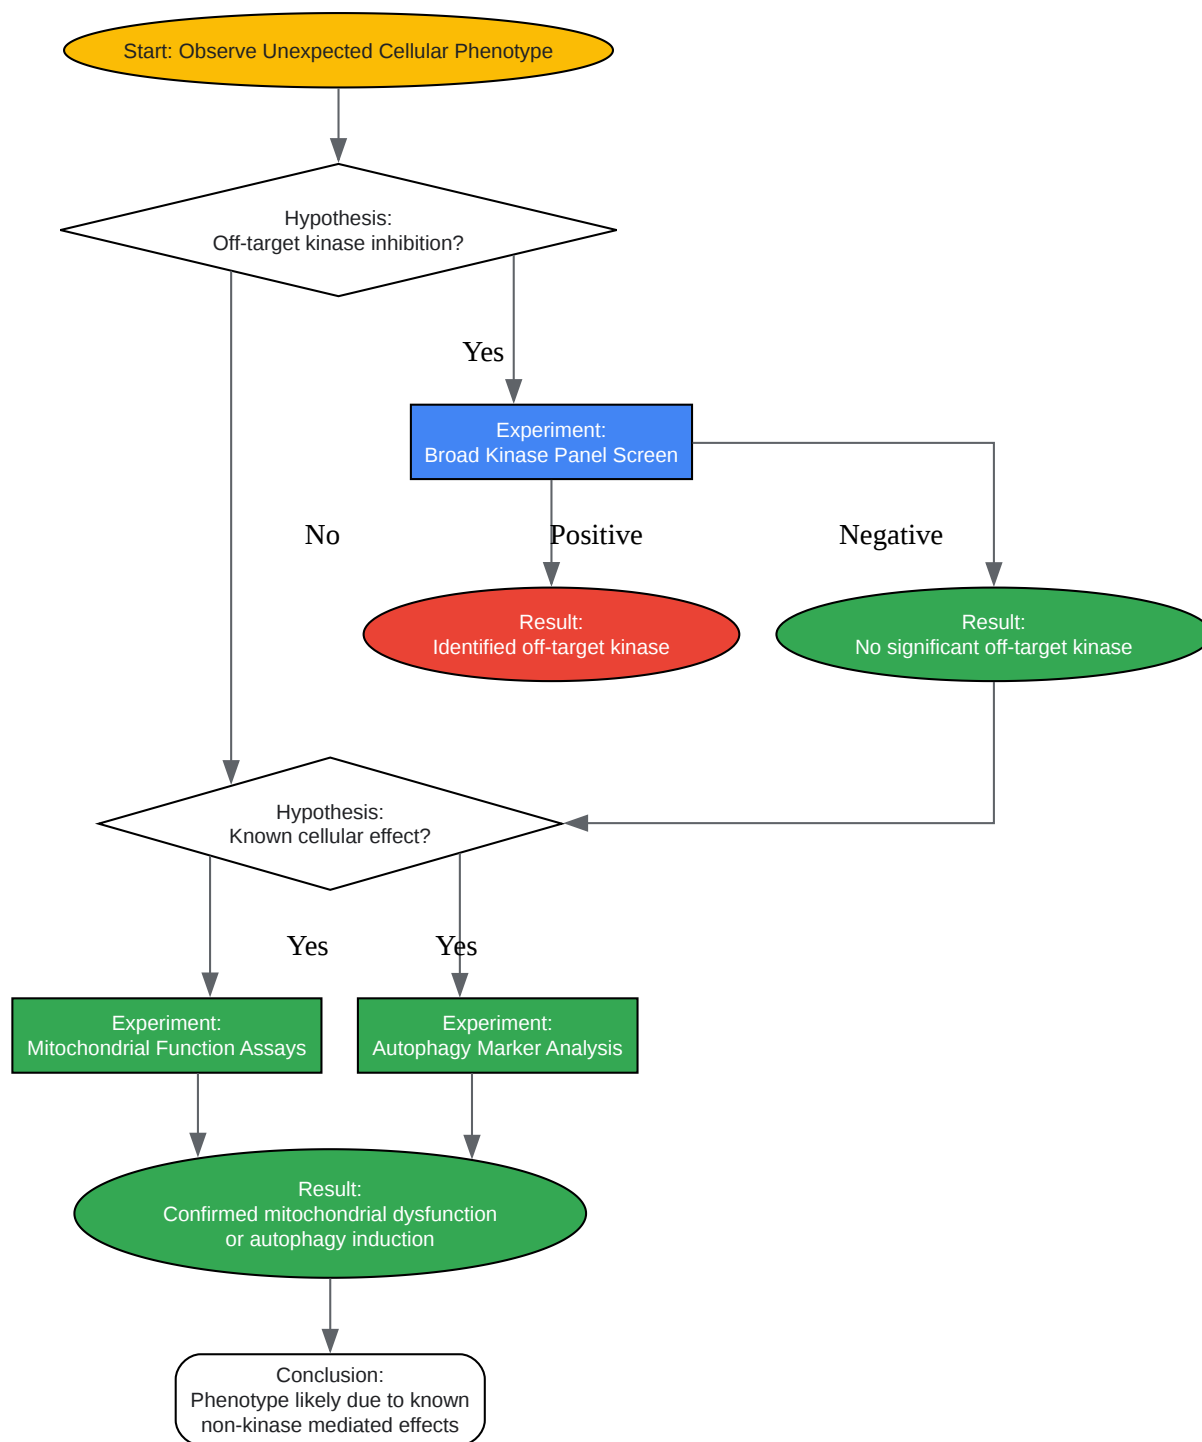 Start: Observe Unexpected Cellular Phenotype
Hypothesis:
Off-target kinase inhibition?
Yes
Experiment:
Broad Kinase Panel Screen
No
Positive
Negative
Result:
Identified off-target kinase
Result:
No significant off-target kinase
Hypothesis:
Known cellular effect?
Yes
Yes
Experiment:
Mitochondrial Function Assays
Experiment:
Autophagy Marker Analysis
Result:
Confirmed mitochondrial dysfunction
or autophagy induction
Conclusion:
Phenotype likely due to known
non-kinase mediated effects